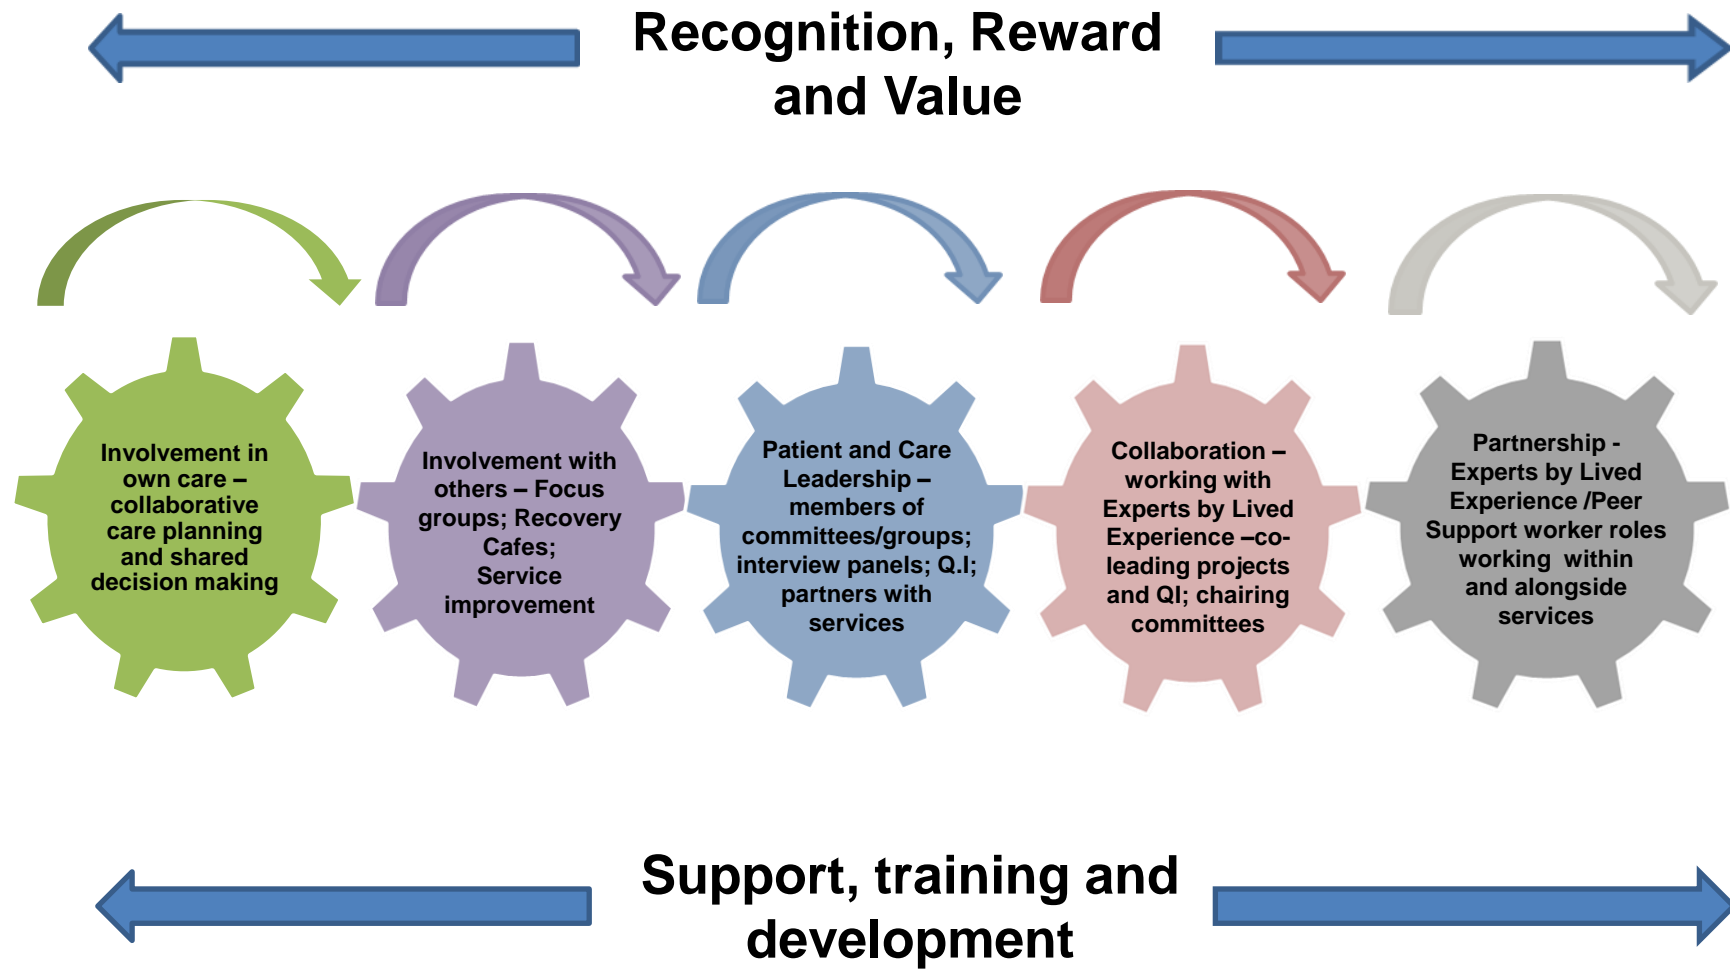 Recognition, Reward
and Value
Involvement in
own care –
collaborative
care planning
and shared
decision making
Involvement with
others – Focus
groups; Recovery
Cafes;
Service
improvement
Patient and Care
Leadership –
members of
committees/groups;
interview panels; Q.I;
partners with
services
Collaboration –
working with
Experts by Lived
Experience –co-
leading projects
and QI; chairing
committees
Partnership -
Experts by Lived
Experience /Peer
Support worker roles
working  within
and alongside
services
Support, training and
development